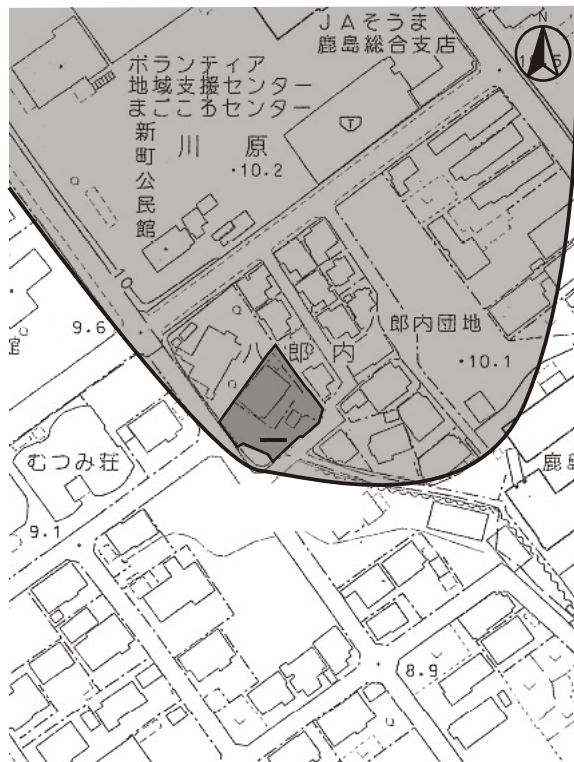 JAそうま
鹿島総合支店
N
ボランティア
地域支援センター
まごころセンター
新町公民館
川原
・10.2
T
9.6
館
八郎内団地
八郎内
・10.1
むつみ荘
鹿島
9.1
8.9